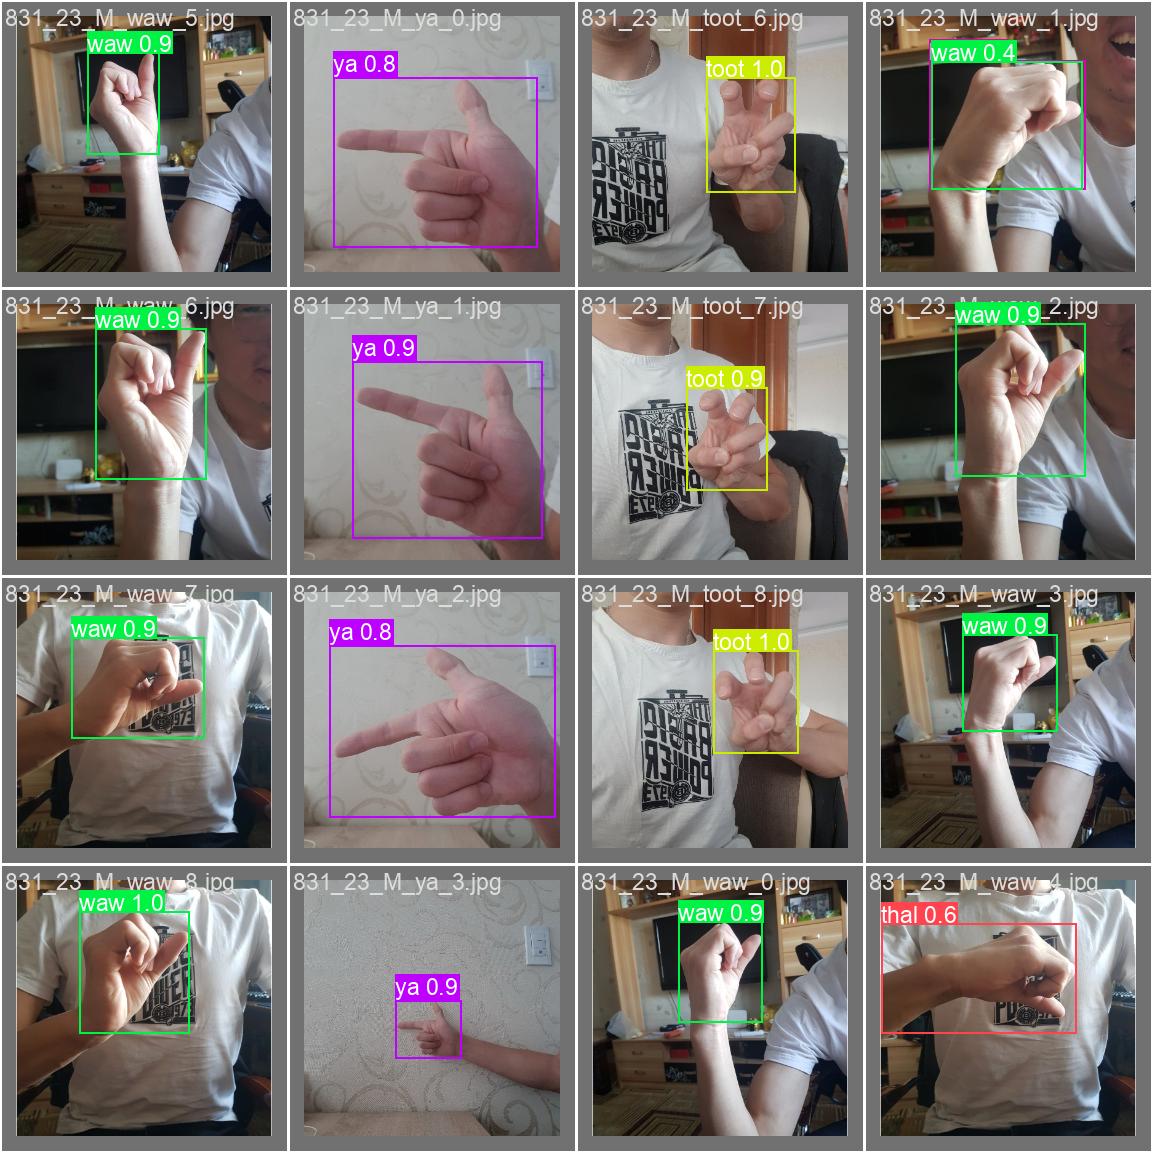 831_23_M_waw_5.jpg
waw 0.9
831_23_M_ya_0.jpg
ya 0.8
831_23_M_toot_6.jpg
toot 1.0
831_23_M_waw_1.jpg
waw 0.4
831_23_M_waw_6.jpg
waw 0.9
831_23_M_ya_1.jpg
ya 0.9
831_23_M_toot_7.jpg
toot 0.9
831_23_M_waw_2.jpg
waw 0.9
831_23_M_waw_7.jpg
waw 0.9
831_23_M_ya_2.jpg
ya 0.8
831_23_M_toot_8.jpg
toot 1.0
831_23_M_waw_3.jpg
waw 0.9
831_23_M_waw_8.jpg
waw 1.0
831_23_M_ya_3.jpg
ya 0.9
831_23_M_waw_0.jpg
waw 0.9
831_23_M_waw_4.jpg
thal 0.6